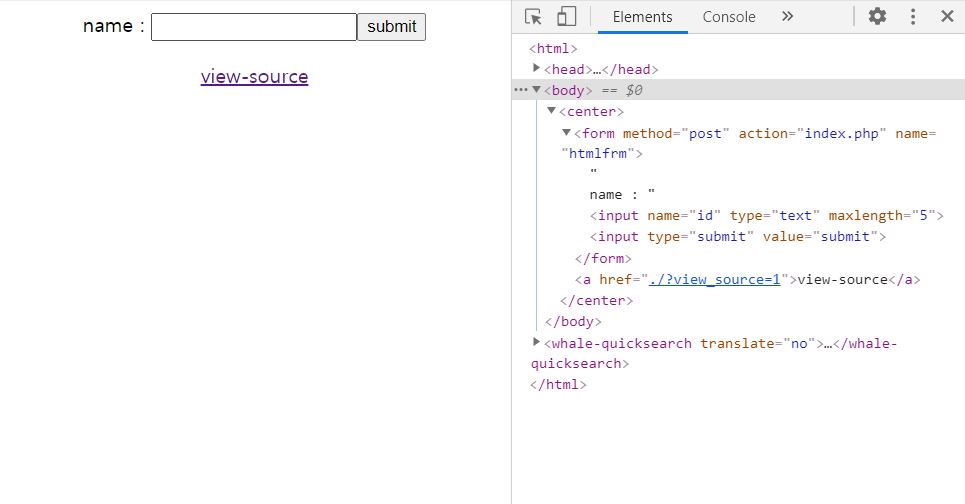 name : submit
view-source
Elements Console »
<html>
<head>…</head>
<body> == $0
<center>
<form method="post" action="index.php" name=
"htmlfrm">
"
name : "
<input name="id" type="text" maxlength="5">
<input type="submit" value="submit">
</form>
<a href="./?view_source=1">view-source</a>
</center>
</body>
<whale-quicksearch translate="no">…</whale-
quicksearch>
</html>